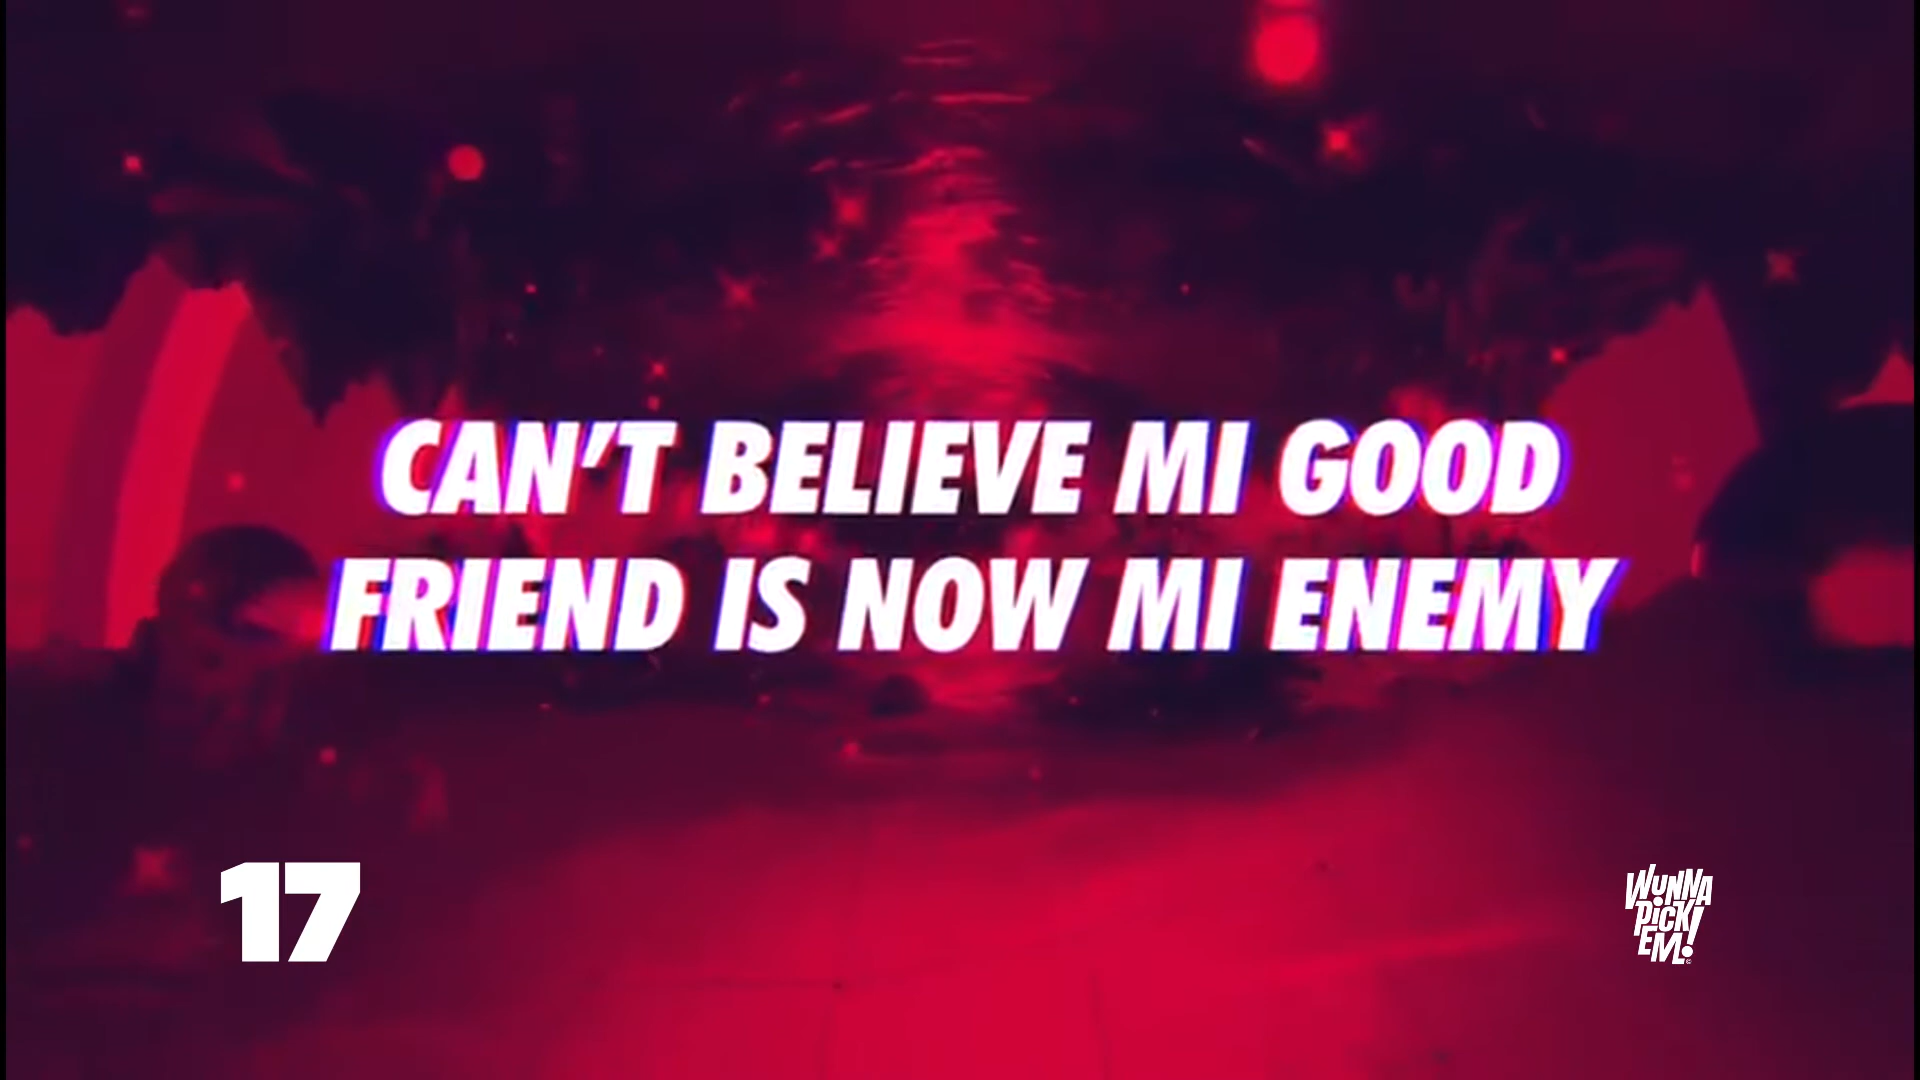 CAN'T BELIEVE MI GOOD
FRIEND IS NOW MI ENEMY
17
WUNNA
PICK
EM!
©